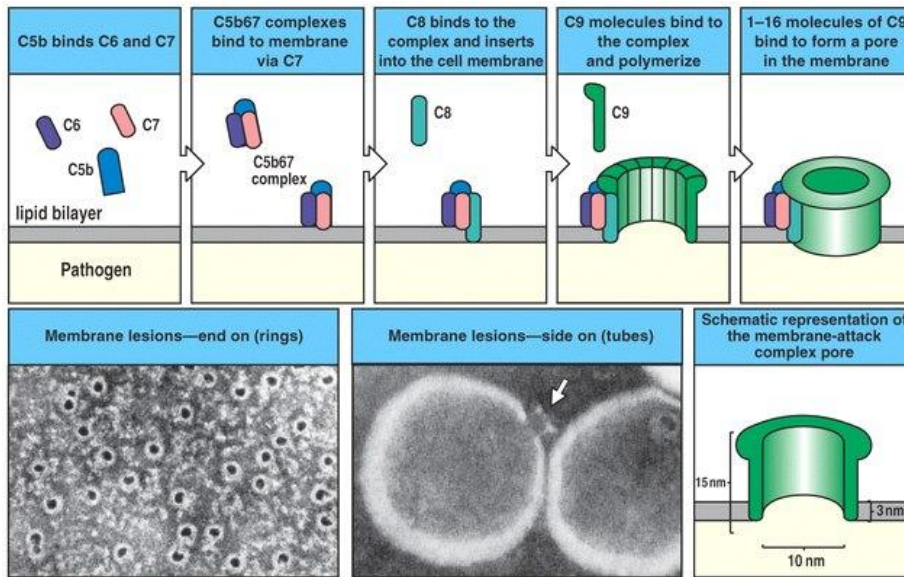 C5b binds C6 and C7
C5b67 complexes
bind to membrane
via C7
C8 binds to the
complex and inserts
into the cell membrane
C9 molecules bind to
the complex
and polymerize
1–16 molecules of C9
bind to form a pore
in the membrane
C6
C7
C5b
lipid bilayer
Pathogen
C5b67
complex
C8
C9
Membrane lesions—end on (rings)
Membrane lesions—side on (tubes)
Schematic representation of
the membrane-attack
complex pore
15 nm
3 nm
10 nm